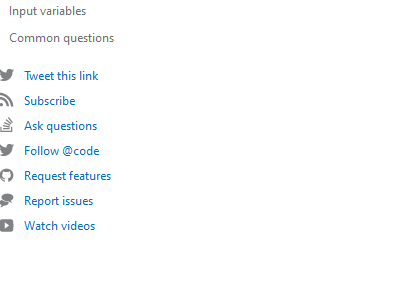 Input variables
Common questions
Tweet this link
Subscribe
Ask questions
Follow @code
Request features
Report issues
Watch videos